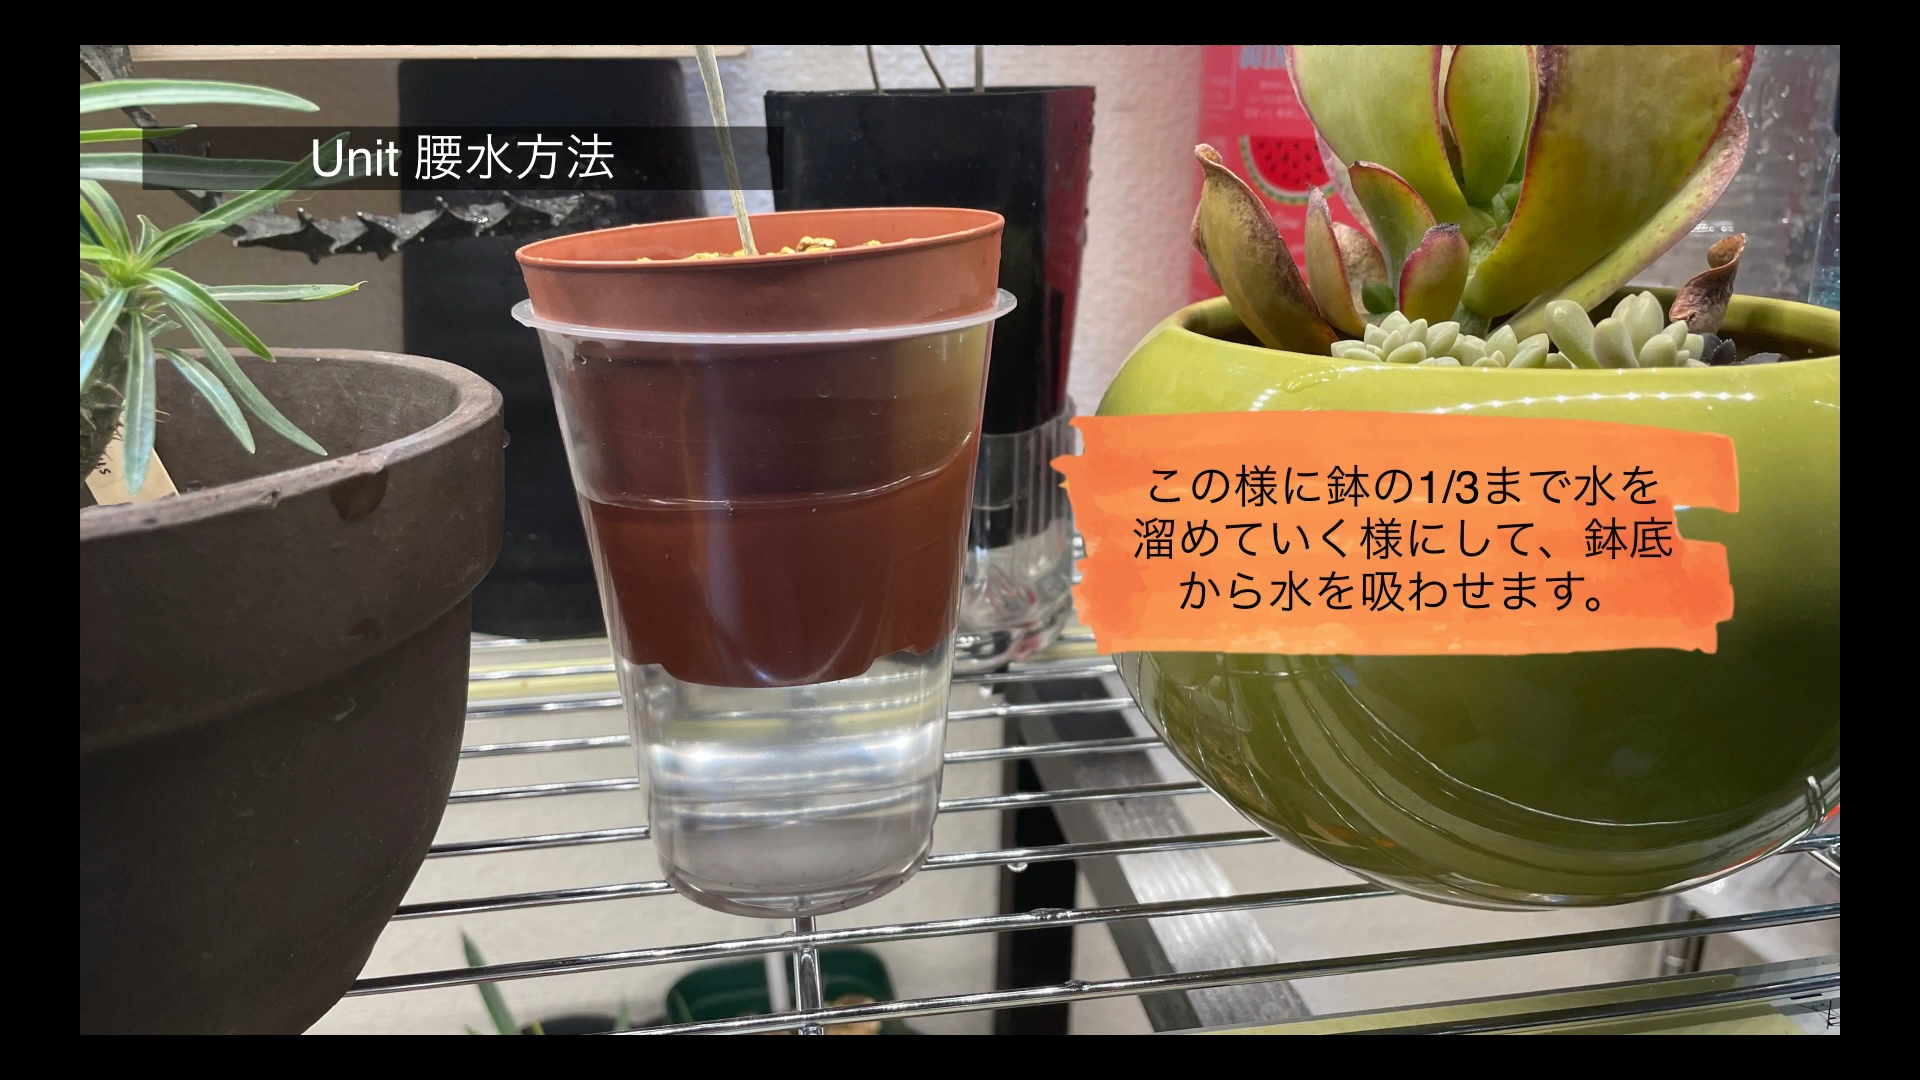 Unit 腰水方法
この様に鉢の1/3まで水を
溜めていく様にして、鉢底
から水を吸わせます。